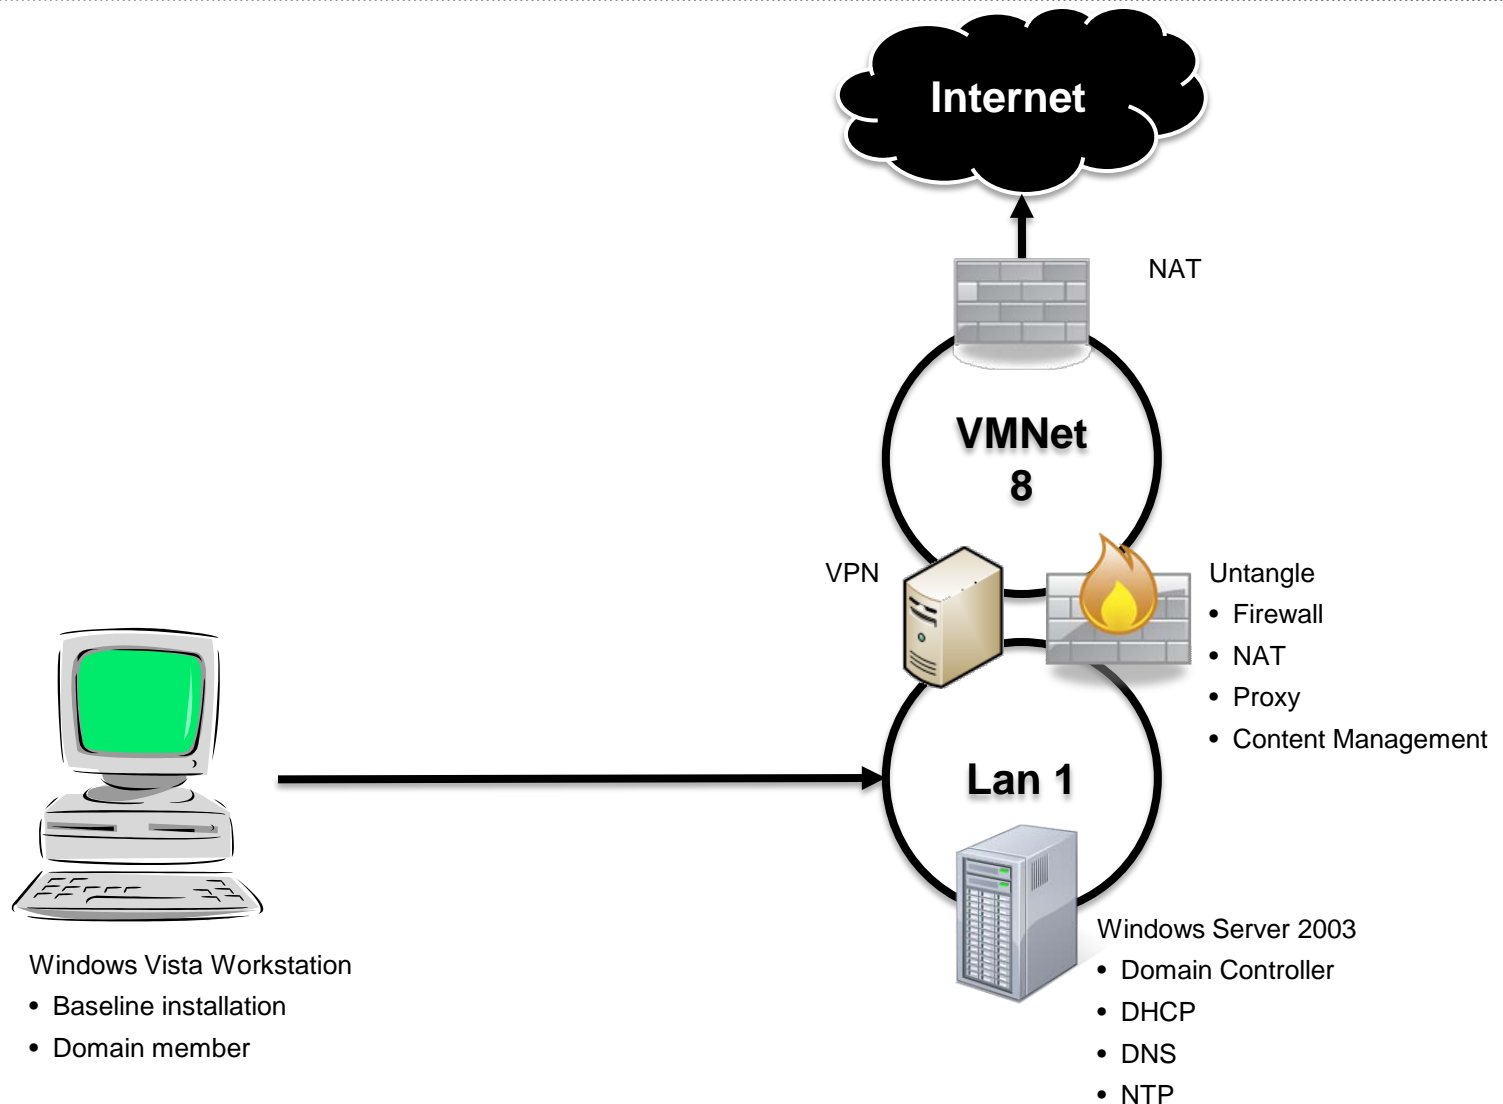 Internet
NAT
VMNet
8
VPN
Untangle
• Firewall
• NAT
• Proxy
• Content Management
Lan 1
Windows Server 2003
• Domain Controller
• DHCP
• DNS
• NTP
Windows Vista Workstation
• Baseline installation
• Domain member